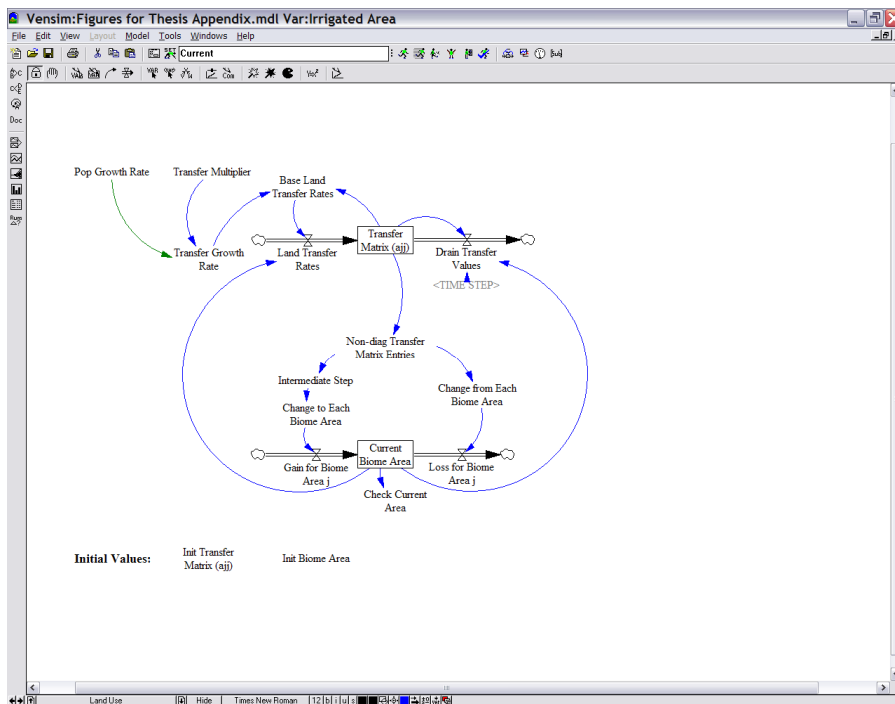 Vensim:Figures for Thesis Appendix.mdl Var:Irrigated Area
File Edit View Layout Model Tools Windows Help
Current
Doc
Pop Growth Rate
Transfer Multiplier
Base Land
Transfer Rates
Transfer Growth
Rate
Land Transfer
Rates
Transfer
Matrix (ajj)
Drain Transfer
Values
<TIME STEP>
Non-diag Transfer
Matrix Entries
Intermediate Step
Change to Each
Biome Area
Change from Each
Biome Area
Gain for Biome
Area j
Current
Biome Area
Loss for Biome
Area j
Check Current
Area
Initial Values:
Init Transfer
Matrix (ajj)
Init Biome Area
Land Use Hide Times New Roman 12 b i u s